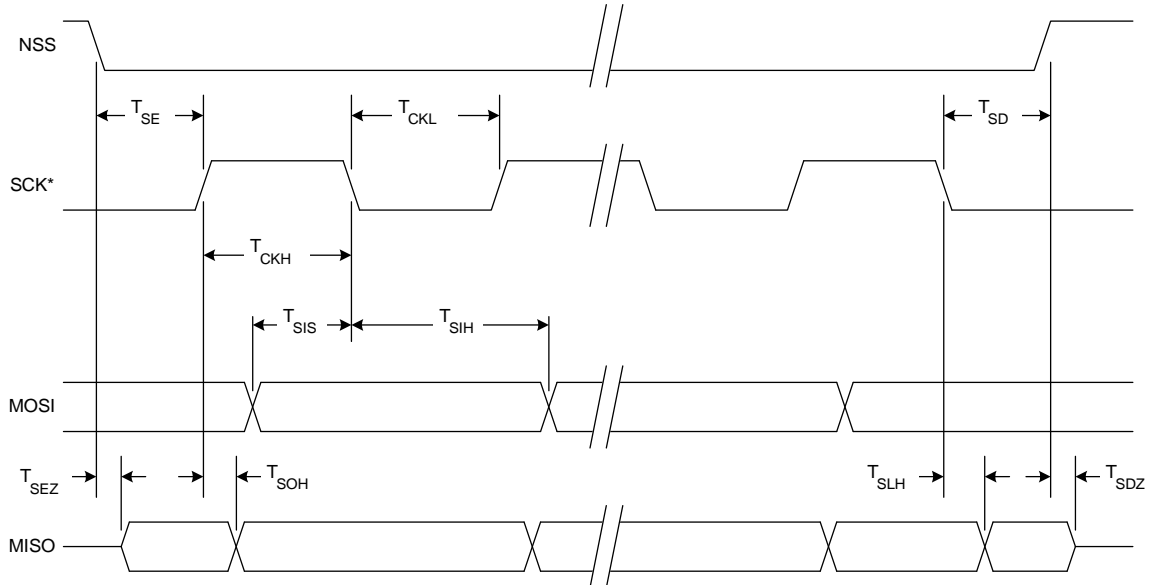 NSS
T_SE
T_CKL
T_SD
SCK*
T_CKH
T_SIS
T_SIH
MOSI
T_SEZ
T_SOH
T_SLH
T_SDZ
MISO